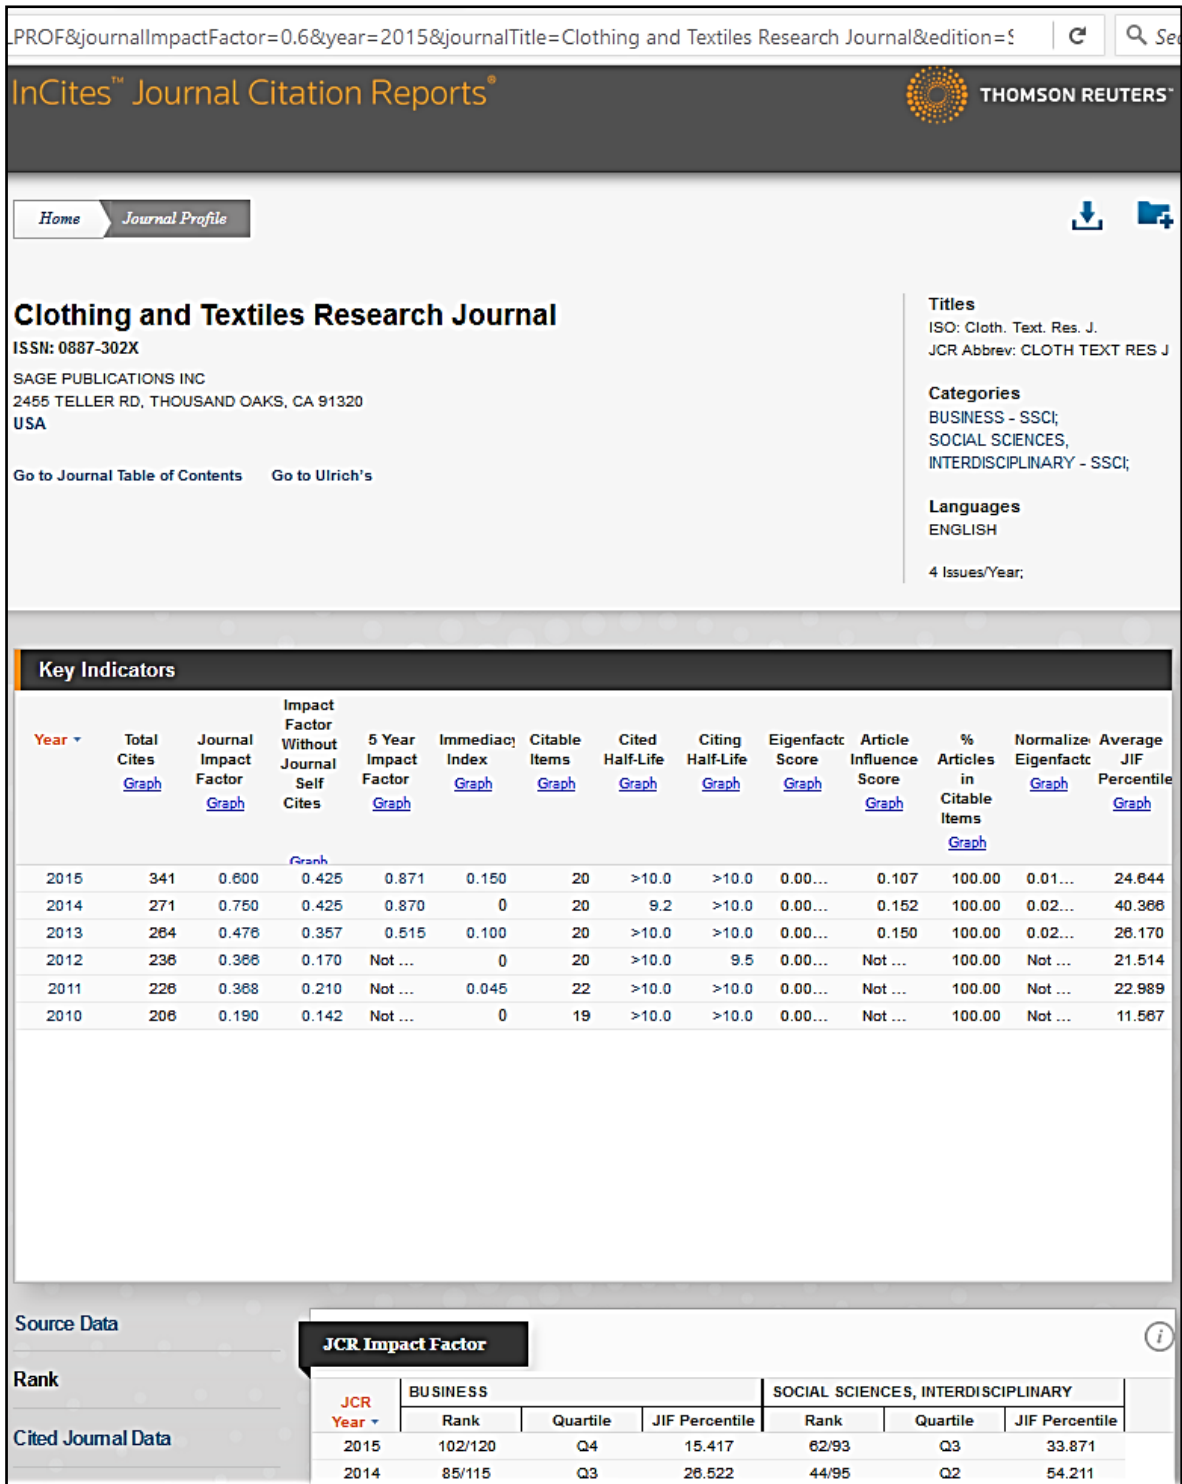 LPROF&journalImpactFactor=0.6&year=2015&journalTitle=Clothing and Textiles Research Journal&edition=S
InCites™ Journal Citation Reports®
THOMSON REUTERS™
Home
Journal Profile
Clothing and Textiles Research Journal
ISSN: 0887-302X
SAGE PUBLICATIONS INC
2455 TELLER RD, THOUSAND OAKS, CA 91320
USA
Go to Journal Table of Contents Go to Ulrich's
Titles
ISO: Cloth. Text. Res. J.
JCR Abbrev: CLOTH TEXT RES J
Categories
BUSINESS - SSCI;
SOCIAL SCIENCES,
INTERDISCIPLINARY - SSCI;
Languages
ENGLISH
4 Issues/Year;
Key Indicators
Year
Total Cites Graph
Journal Impact Factor Graph
Impact Factor Without Journal Self Cites Graph
5 Year Impact Factor Graph
Immediacy Index Graph
Citable Items Graph
Cited Half-Life Graph
Citing Half-Life Graph
Eigenfacto Score Graph
Article Influence Score Graph
% Articles in Citable Items Graph
Normalize Eigenfacto Graph
Average JIF Percentile Graph
2015 341 0.600 0.425 0.871 0.150 20 >10.0 >10.0 0.00... 0.107 100.00 0.01... 24.644
2014 271 0.750 0.425 0.870 0 20 9.2 >10.0 0.00... 0.152 100.00 0.02... 40.366
2013 264 0.476 0.357 0.515 0.100 20 >10.0 >10.0 0.00... 0.150 100.00 0.02... 26.170
2012 236 0.366 0.170 Not ... 0 20 >10.0 9.5 0.00... Not ... 100.00 Not ... 21.514
2011 226 0.368 0.210 Not ... 0.045 22 >10.0 >10.0 0.00... Not ... 100.00 Not ... 22.989
2010 206 0.190 0.142 Not ... 0 19 >10.0 >10.0 0.00... Not ... 100.00 Not ... 11.567
Source Data
Rank
Cited Journal Data
JCR Impact Factor
JCR Year
BUSINESS
SOCIAL SCIENCES, INTERDISCIPLINARY
Rank Quartile JIF Percentile Rank Quartile JIF Percentile
2015 102/120 Q4 15.417 62/93 Q3 33.871
2014 85/115 Q3 26.522 44/95 Q2 54.211